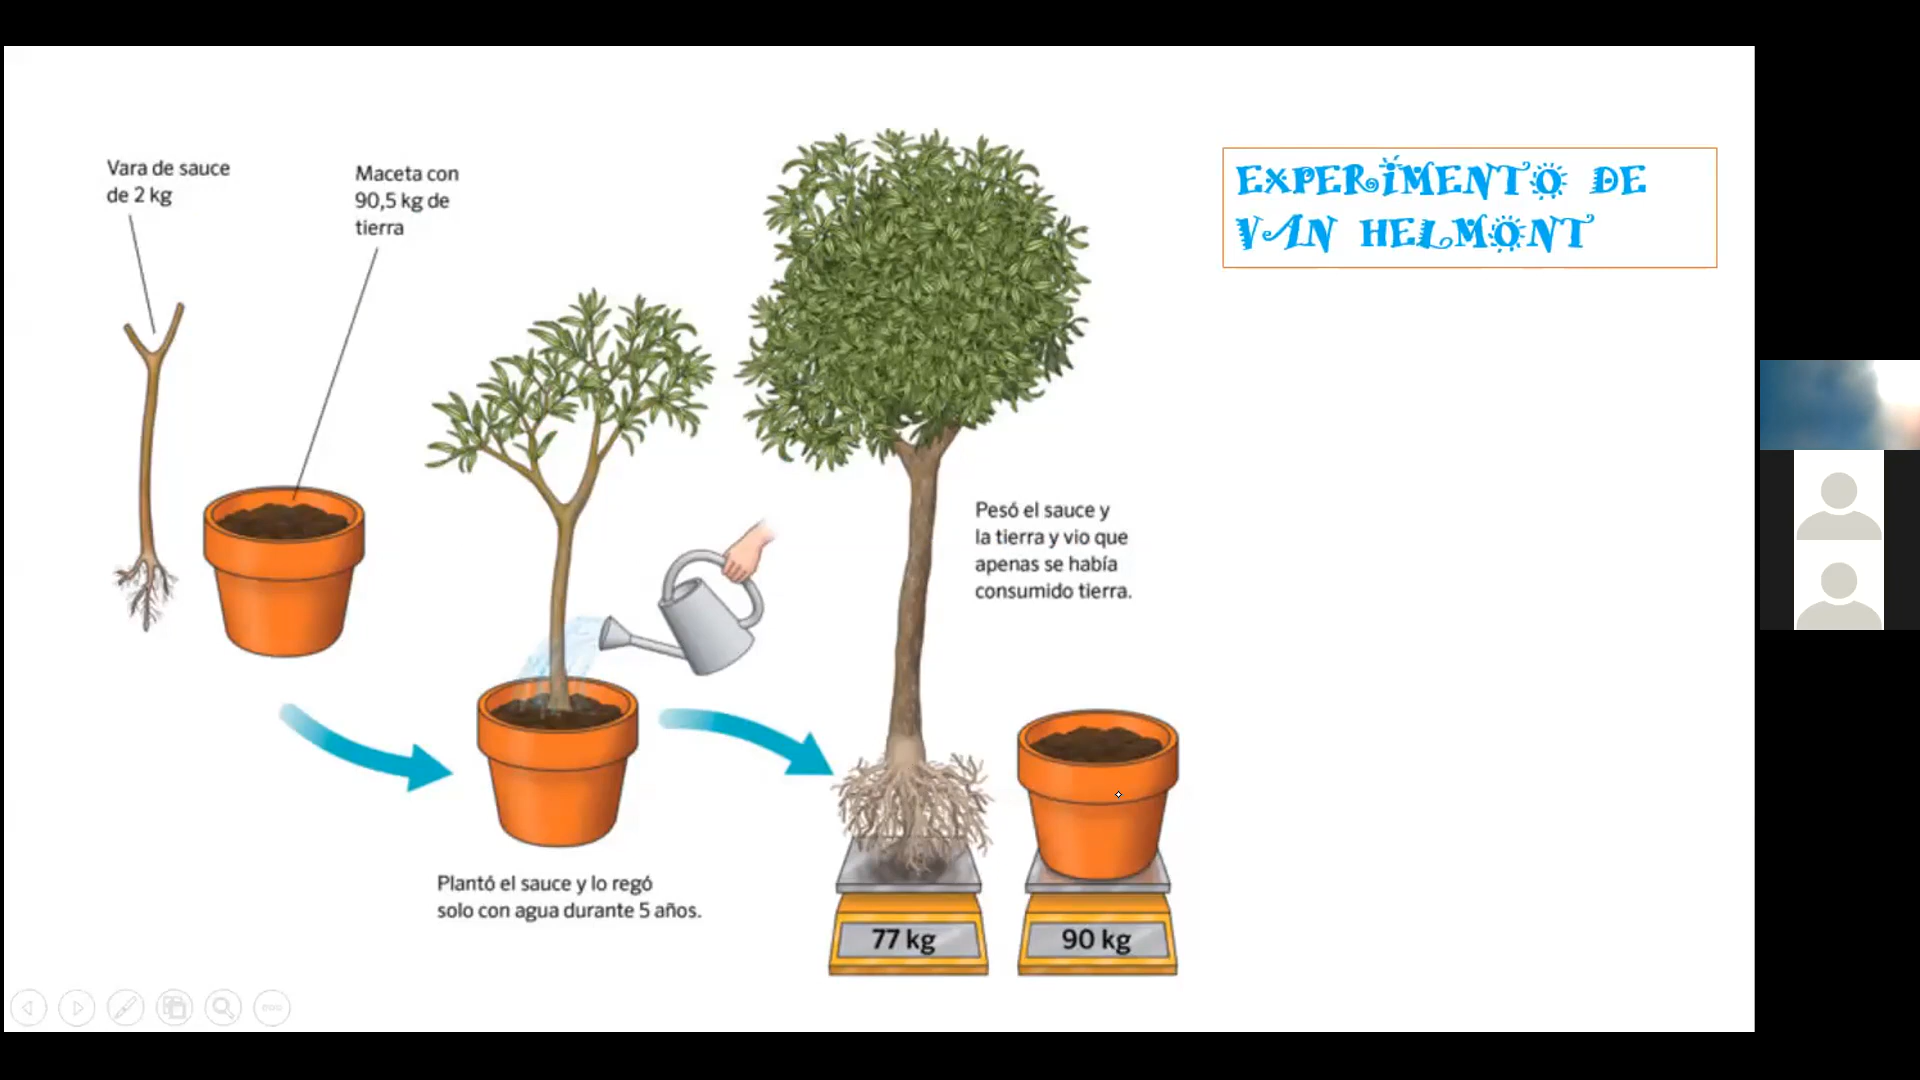 Vara de sauce
de 2 kg
Maceta con
90,5 kg de
tierra
EXPERIMENTO DE
VAN HELMONT
Pesó el sauce y
la tierra y vio que
apenas se había
consumido tierra.
Plantó el sauce y lo regó
solo con agua durante 5 años.
77 kg
90 kg